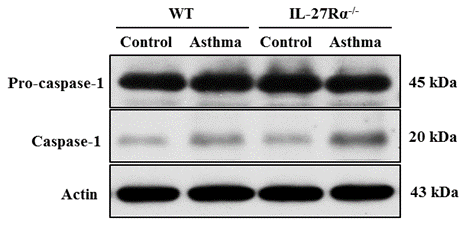 WT IL-27Rα-/-
Control Asthma Control Asthma
Pro-caspase-1 45 kDa
Caspase-1 20 kDa
Actin 43 kDa